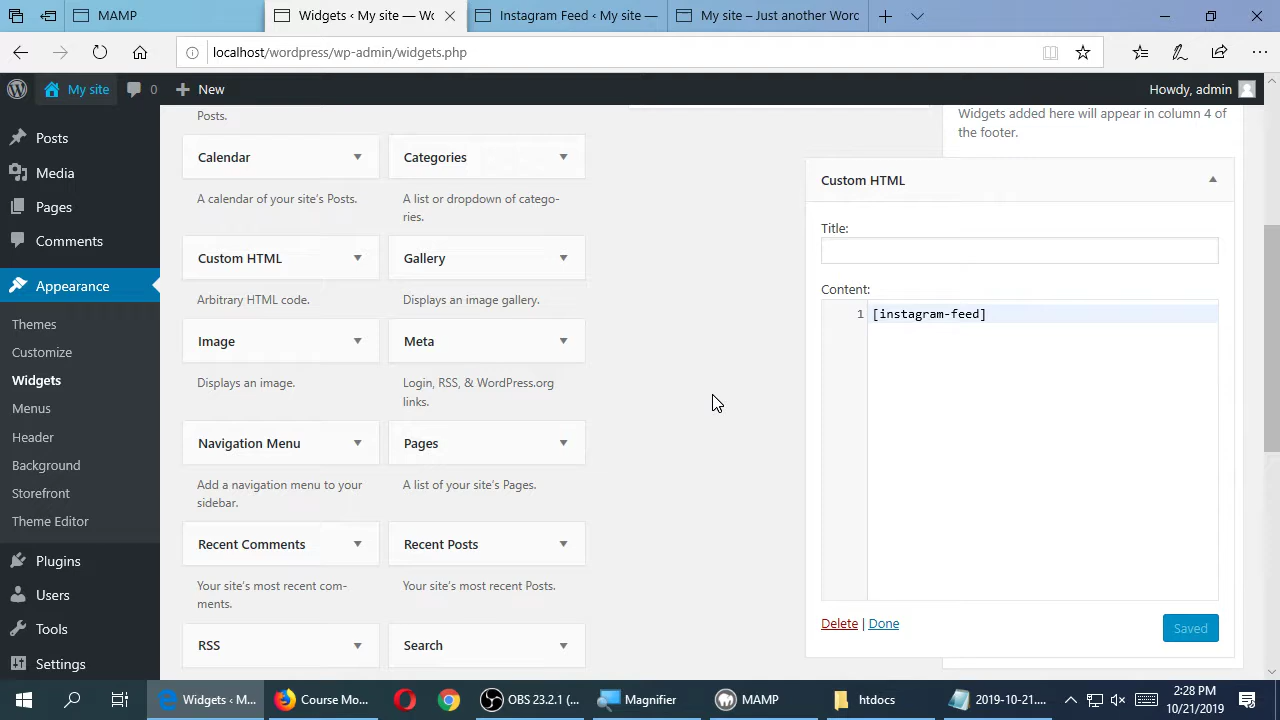 MAMP
Widgets ‹ My site — Wo
Instagram Feed ‹ My site —
My site – Just another Word
localhost/wordpress/wp-admin/widgets.php
My site
0
New
Howdy, admin
Posts
Media
Pages
Comments
Appearance
Themes
Customize
Widgets
Menus
Header
Background
Storefront
Theme Editor
Plugins
Users
Tools
Settings
Posts.
Calendar
A calendar of your site's Posts.
Categories
A list or dropdown of catego-
ries.
Custom HTML
Arbitrary HTML code.
Gallery
Displays an image gallery.
Image
Displays an image.
Meta
Login, RSS, & WordPress.org
links.
Navigation Menu
Add a navigation menu to your
sidebar.
Pages
A list of your site's Pages.
Recent Comments
Your site's most recent com-
ments.
Recent Posts
Your site's most recent Posts.
RSS
Search
Widgets added here will appear in column 4 of
the footer.
Custom HTML
Title:
Content:
1 [instagram-feed]
Delete | Done
Saved
Widgets ‹ M...
Course Mo...
OBS 23.2.1 (...
Magnifier
MAMP
htdocs
2019-10-21....
2:28 PM
10/21/2019